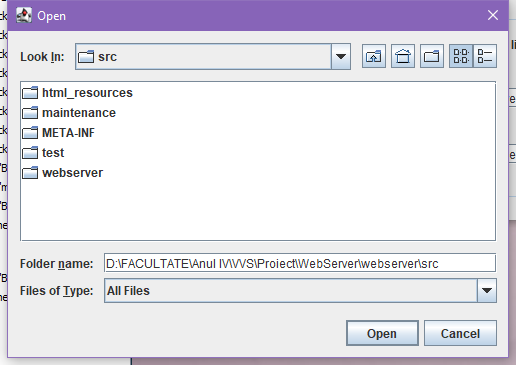 Open
Look In: src
html_resources
maintenance
META-INF
test
webserver
Folder name: D:\FACULTATE\Anul IV\VVS\Proiect\WebServer\webserver\src
Files of Type: All Files
Open Cancel